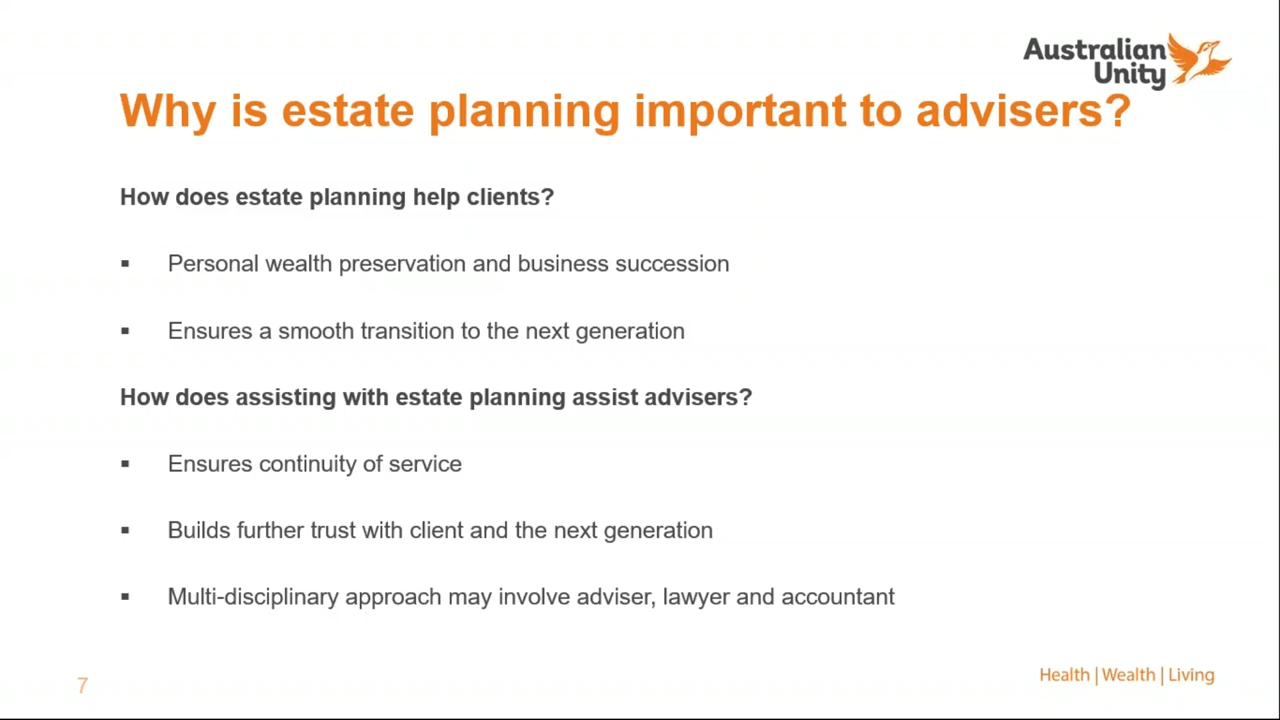 Australian
Unity
Why is estate planning important to advisers?
How does estate planning help clients?
▪ Personal wealth preservation and business succession
▪ Ensures a smooth transition to the next generation
How does assisting with estate planning assist advisers?
▪ Ensures continuity of service
▪ Builds further trust with client and the next generation
▪ Multi-disciplinary approach may involve adviser, lawyer and accountant
7
Health | Wealth | Living